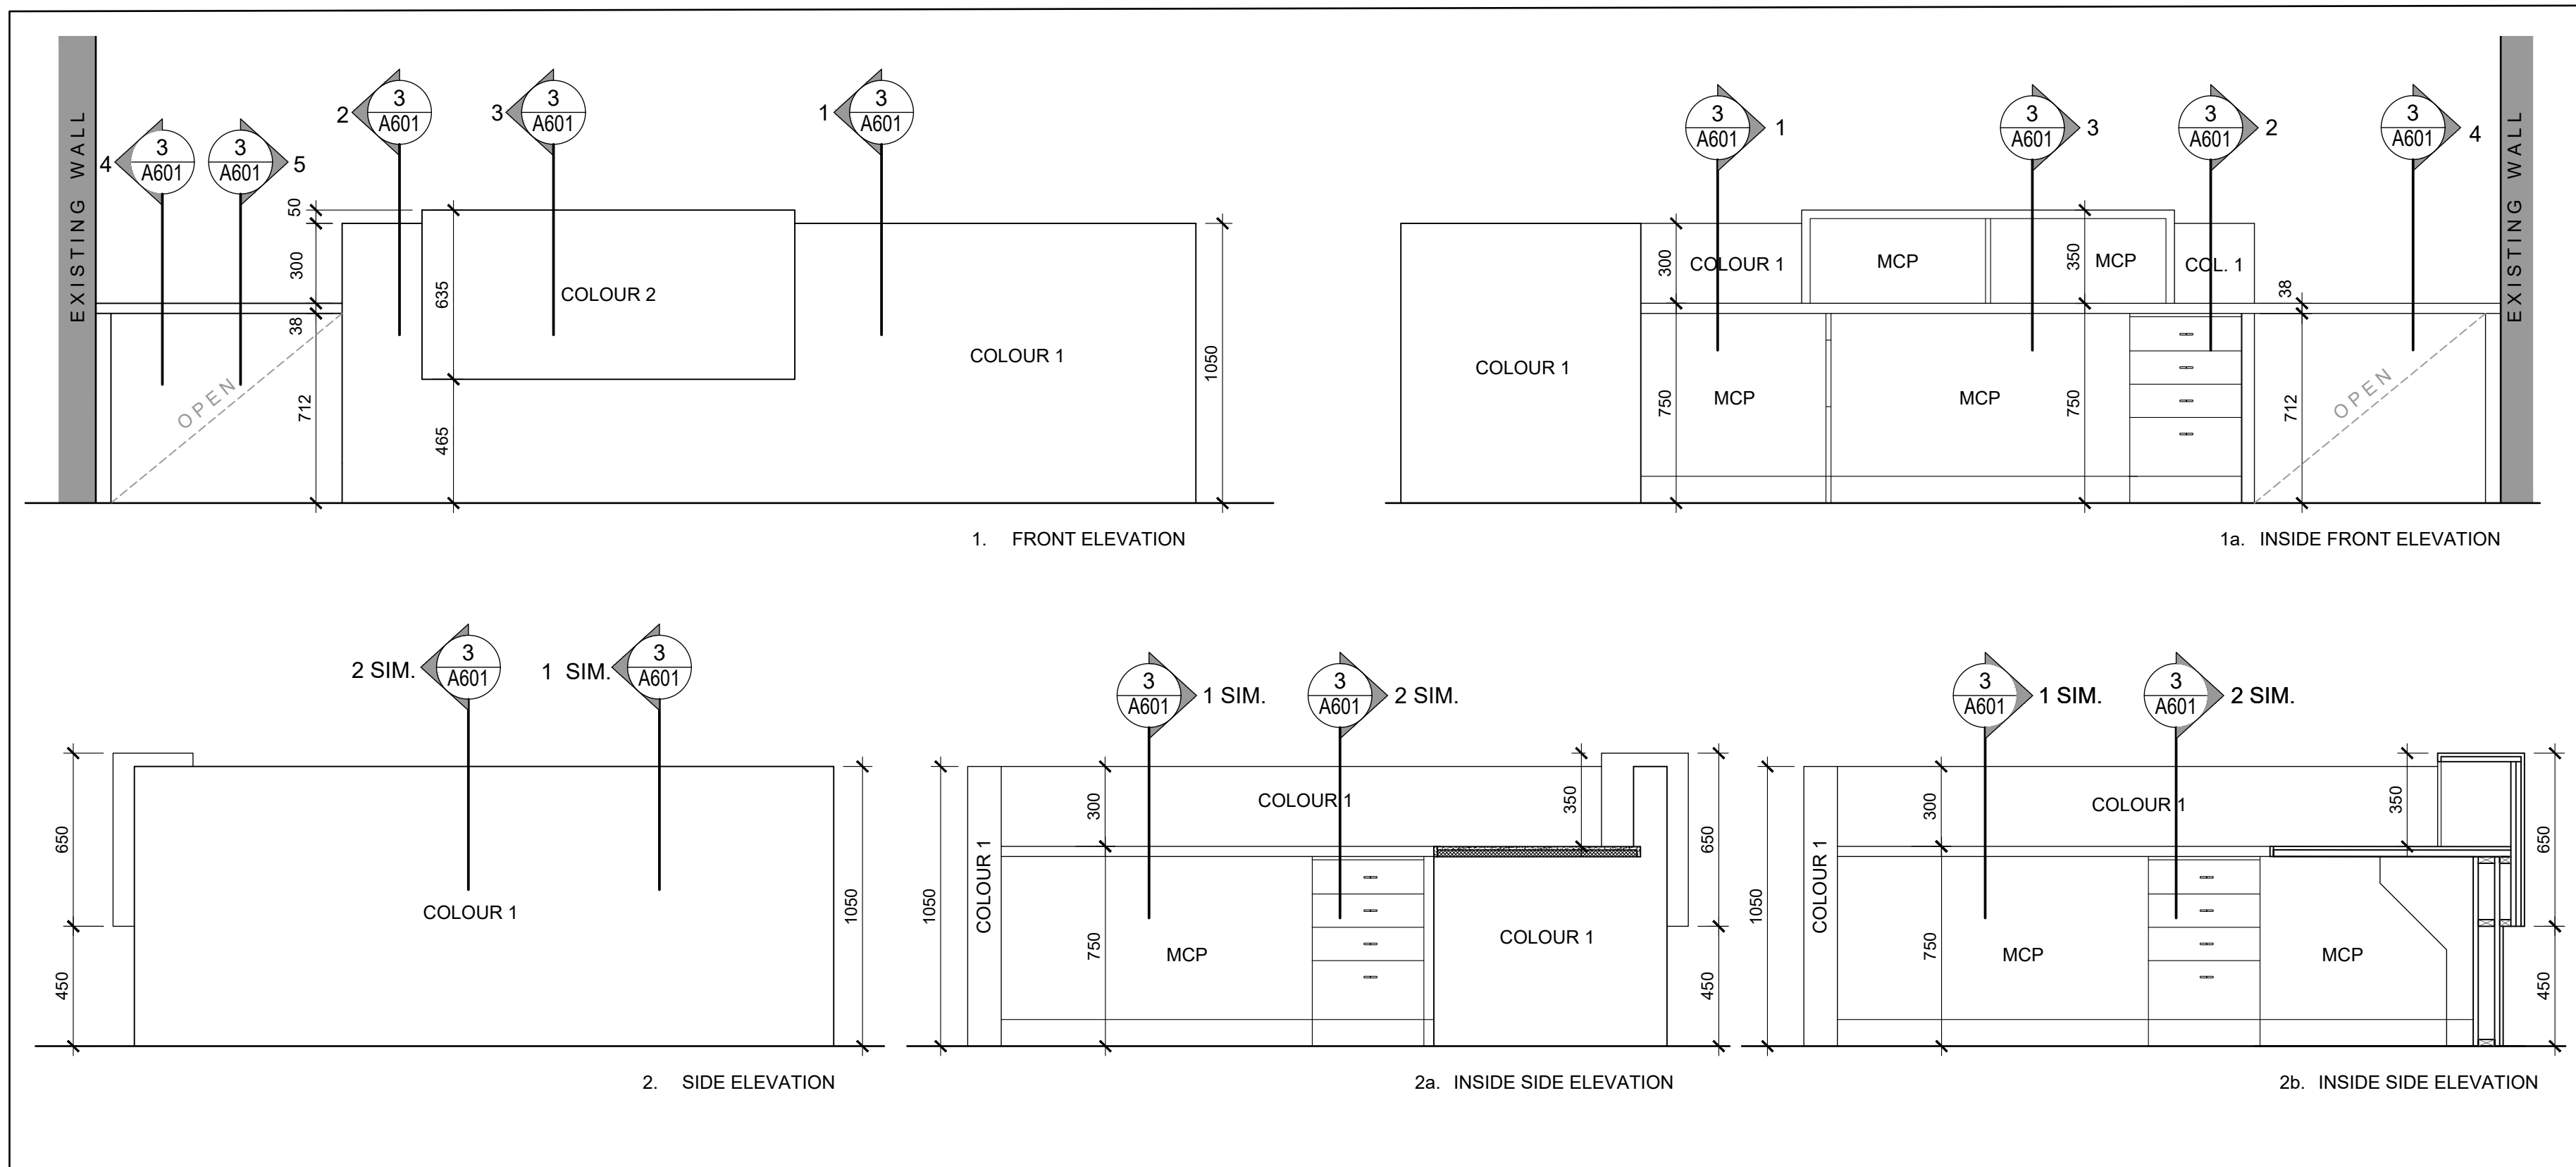 EXISTING WALL
4
3
A601
3
A601
5
2
3
A601
3
3
A601
1
3
A601
50
300
38
712
635
465
1050
COLOUR 2
COLOUR 1
OPEN
1. FRONT ELEVATION
3
A601
1
3
A601
3
3
A601
2
3
A601
4
EXISTING WALL
300
COLOUR 1
MCP
350
MCP
COL. 1
38
COLOUR 1
750
MCP
MCP
750
712
OPEN
1a. INSIDE FRONT ELEVATION
2 SIM.
3
A601
1 SIM.
3
A601
650
450
COLOUR 1
1050
2. SIDE ELEVATION
3
A601
1 SIM.
3
A601
2 SIM.
1050
COLOUR 1
300
COLOUR 1
350
650
750
MCP
COLOUR 1
450
2a. INSIDE SIDE ELEVATION
3
A601
1 SIM.
3
A601
2 SIM.
1050
COLOUR 1
300
COLOUR 1
350
650
750
MCP
MCP
450
2b. INSIDE SIDE ELEVATION